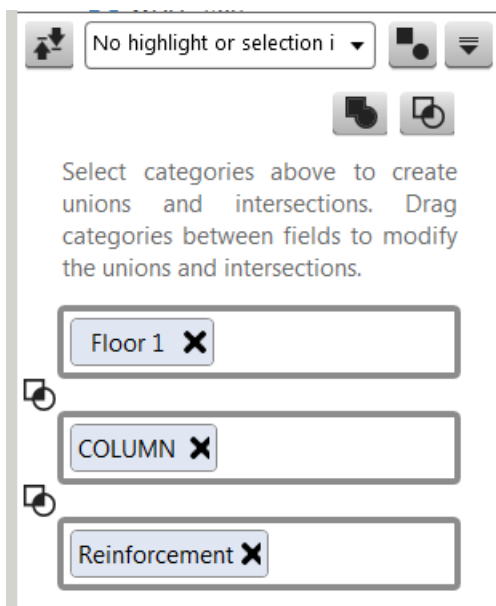 No highlight or selection i
Select categories above to create
unions and intersections. Drag
categories between fields to modify
the unions and intersections.
Floor 1
COLUMN
Reinforcement